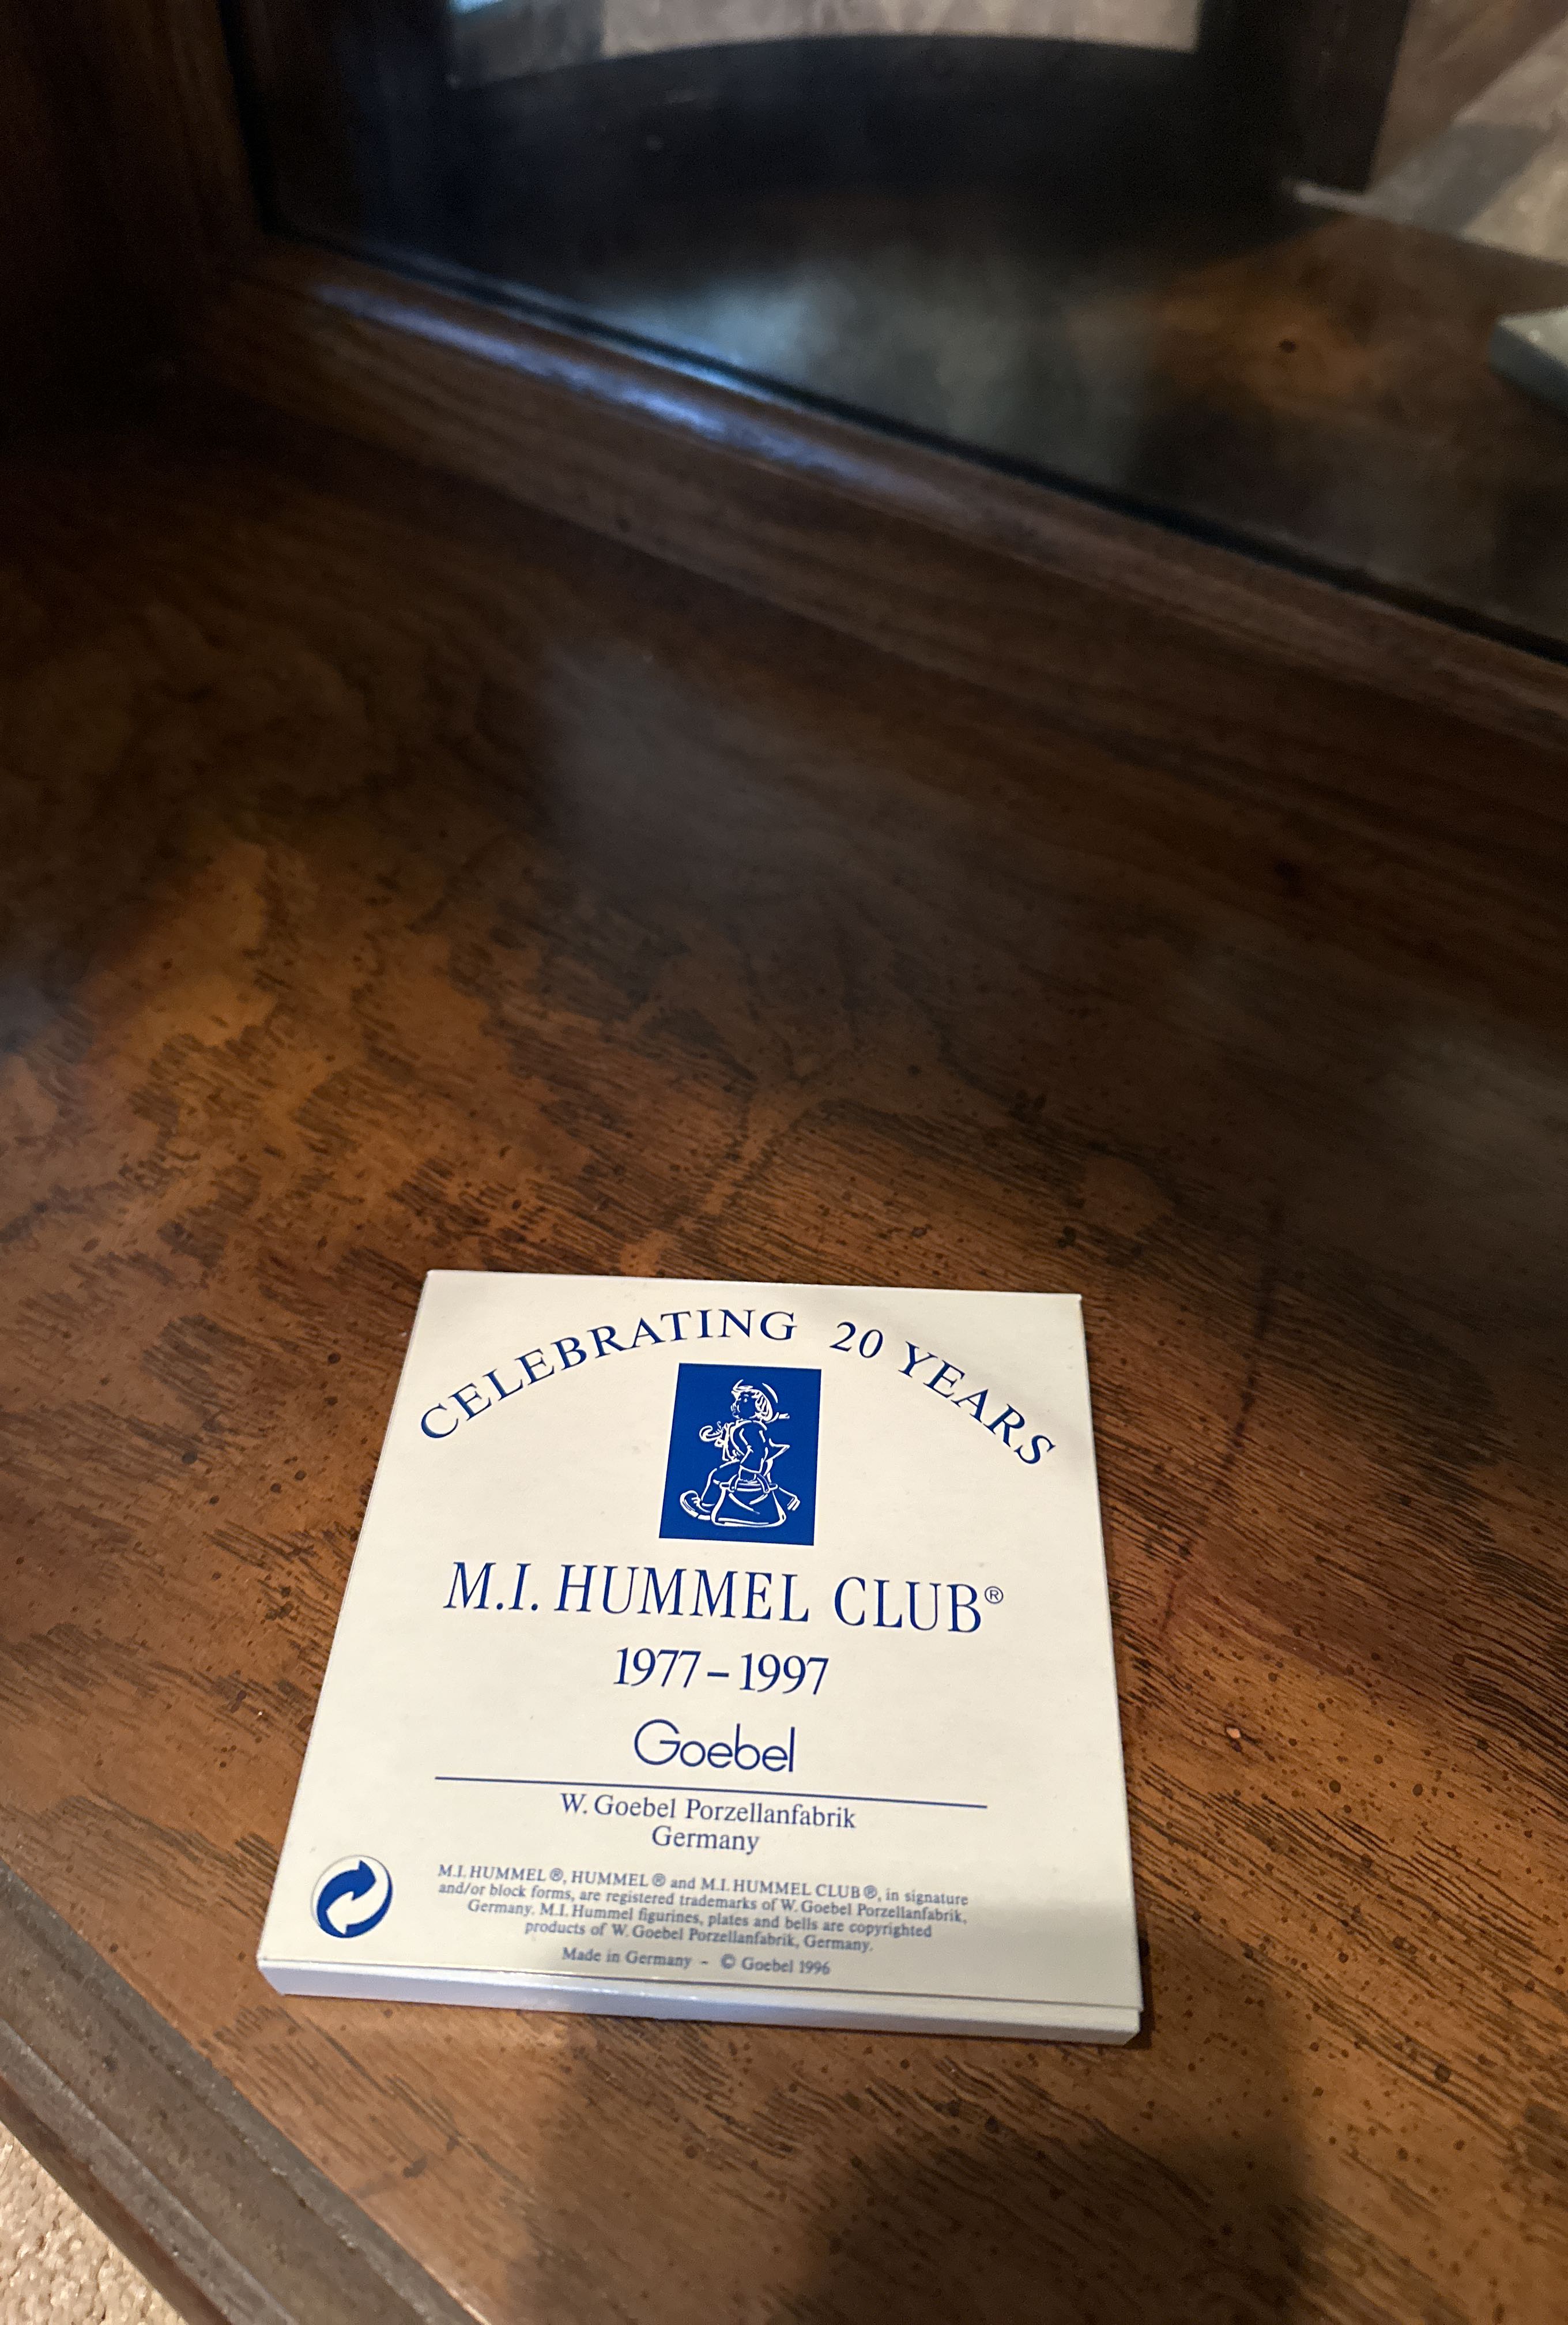 CELEBRATING 20 YEARS
M.I. HUMMEL CLUB®
1977–1997
Goebel
W. Goebel Porzellanfabrik
Germany
M.I. HUMMEL®, HUMMEL® and M.I. HUMMEL CLUB®, in signature
and/or block forms, are registered trademarks of W. Goebel Porzellanfabrik,
Germany. M.I. Hummel figurines, plates and bells are copyrighted
products of W. Goebel Porzellanfabrik, Germany.
Made in Germany – © Goebel 1996